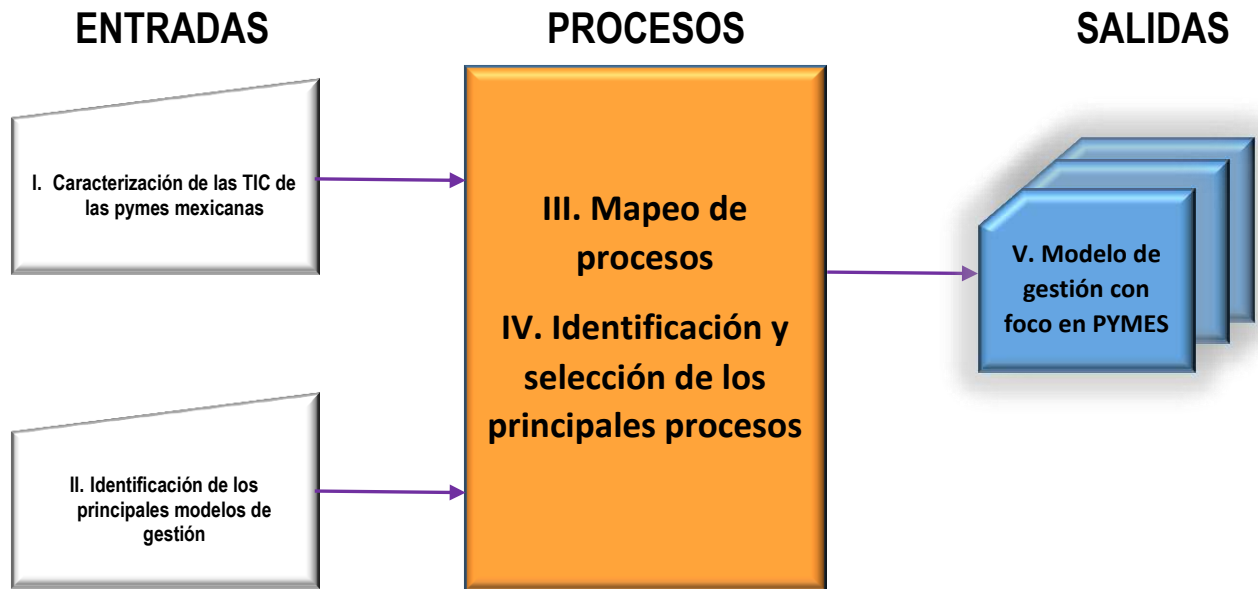 ENTRADAS
PROCESOS
SALIDAS
I. Caracterización de las TIC de
las pymes mexicanas
II. Identificación de los
principales modelos de
gestión
III. Mapeo de
procesos
IV. Identificación y
selección de los
principales procesos
V. Modelo de
gestión con
foco en PYMES